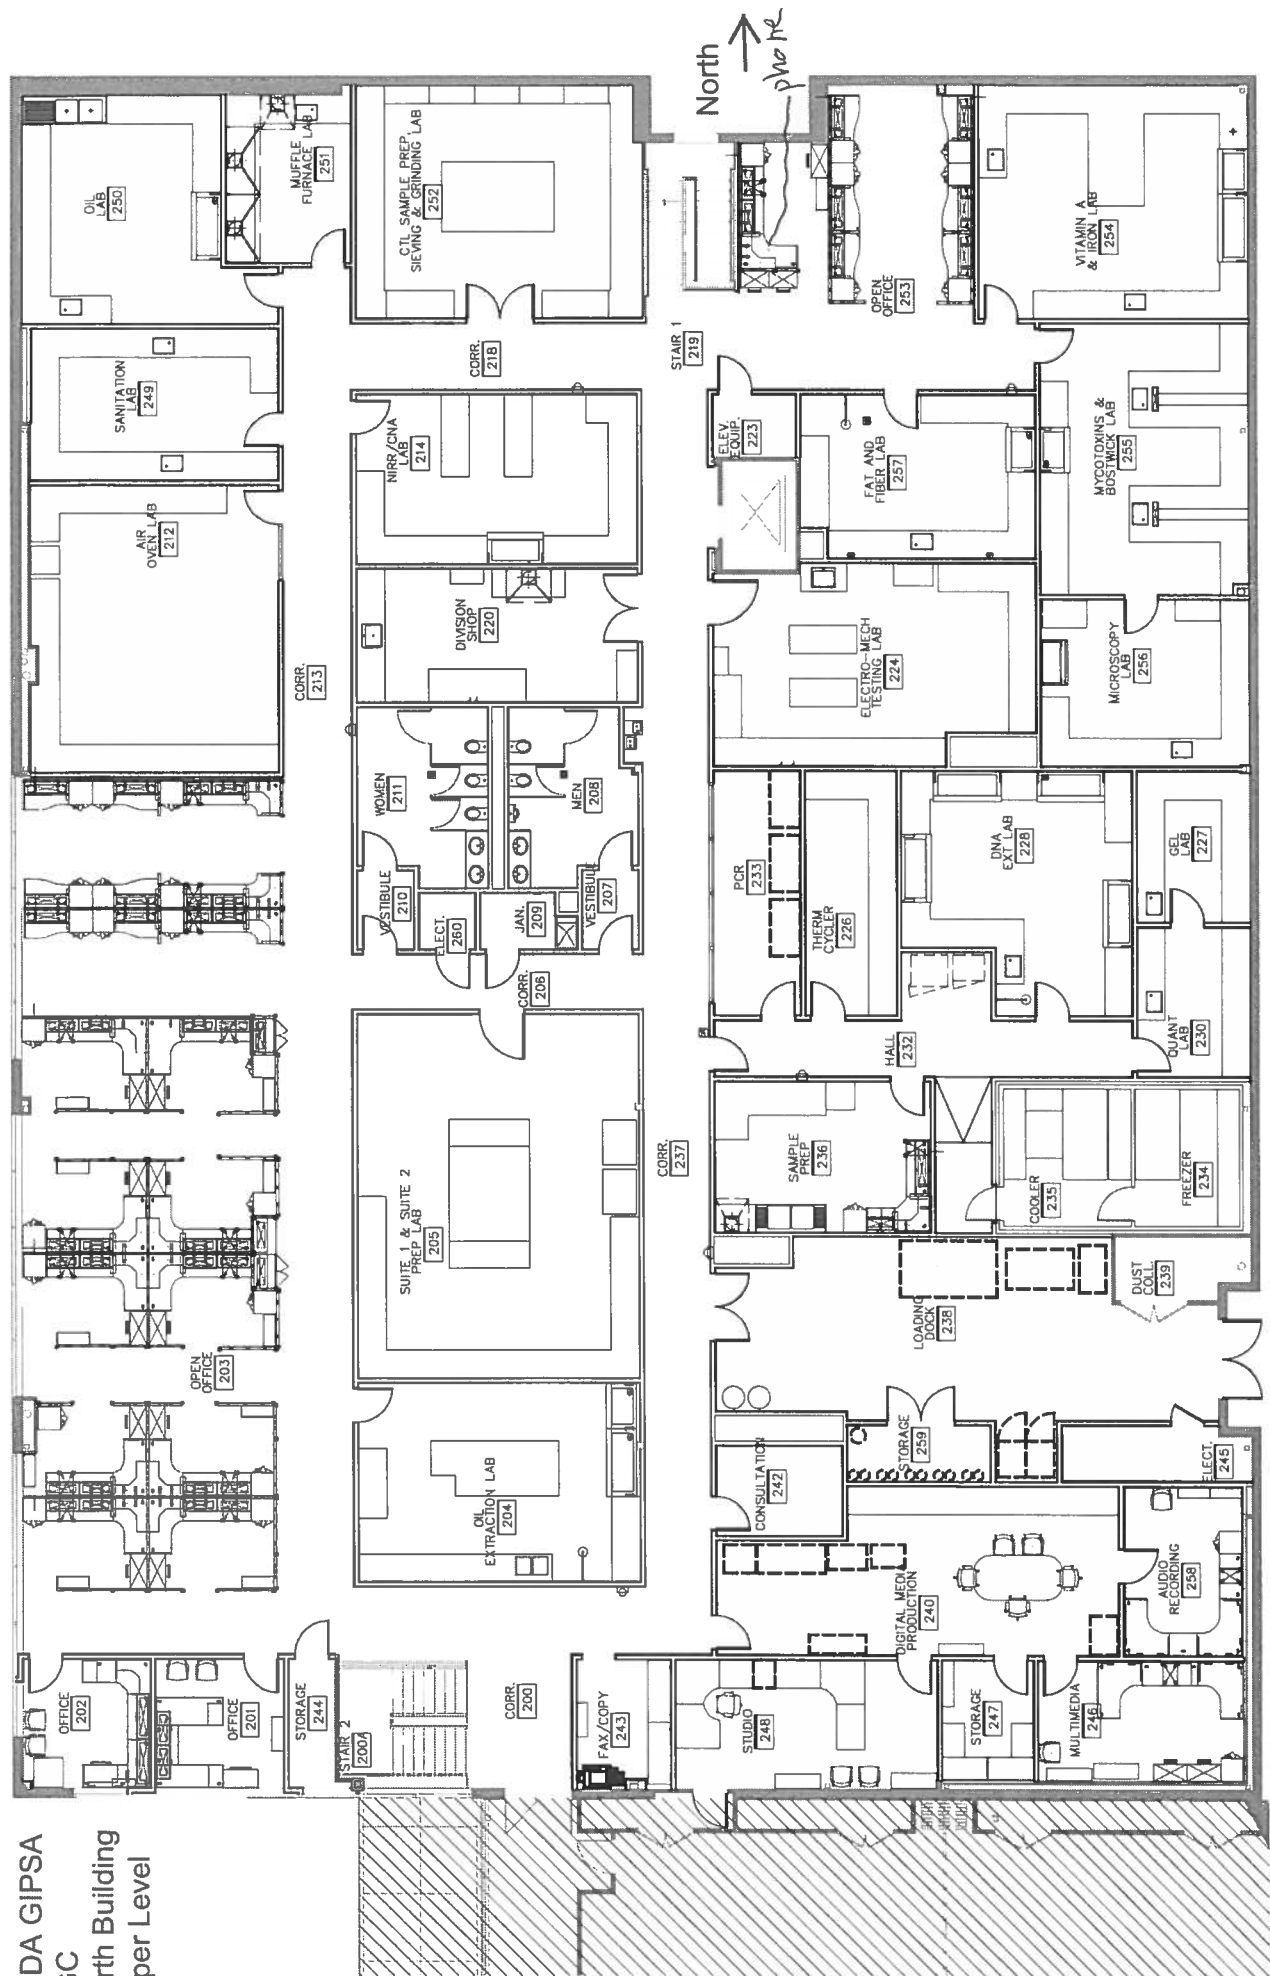 North
phone
OIL
LAB
250
MUFFLE
FURNACE LAB
251
CTL SAMPLE PREP,
SIEVING & GRINDING LAB
252
OPEN
OFFICE
253
VITAMIN A
& IRON LAB
254
SANITATION
LAB
249
CORR.
218
STAIR 1
219
AIR
OVEN LAB
212
NIRR/CNA
LAB
214
ELEV.
EQUIP.
223
FAT AND
FIBER LAB
257
MYCOTOXINS &
BOSTWICK LAB
255
CORR.
213
DIVISION
SHOP
220
ELECTRO-MECH
TESTING LAB
224
MICROSCOPY
LAB
256
WOMEN
211
MEN
208
VESTIBULE
210
ELECT.
260
JAN.
209
VESTIBULE
207
PCR
233
THERM
CYCLER
226
DNA
EXT LAB
228
GEL
LAB
227
CORR.
206
HALL
232
QUANT
LAB
230
OPEN
OFFICE
203
SUITE 1 & SUITE 2
PREP LAB
205
CORR.
237
SAMPLE
PREP
236
COOLER
235
FREEZER
234
LOADING
DOCK
238
DUST
COLL.
239
OIL
EXTRACTION LAB
204
CONSULTATION
242
STORAGE
259
ELECT.
245
DIGITAL MEDIA
PRODUCTION
240
AUDIO
RECORDING
258
OFFICE
202
OFFICE
201
STORAGE
244
STAIR 2
200A
CORR.
200
FAX/COPY
243
STUDIO
248
STORAGE
247
MULTIMEDIA
246
DA GIPSA
GC
rth Building
per Level